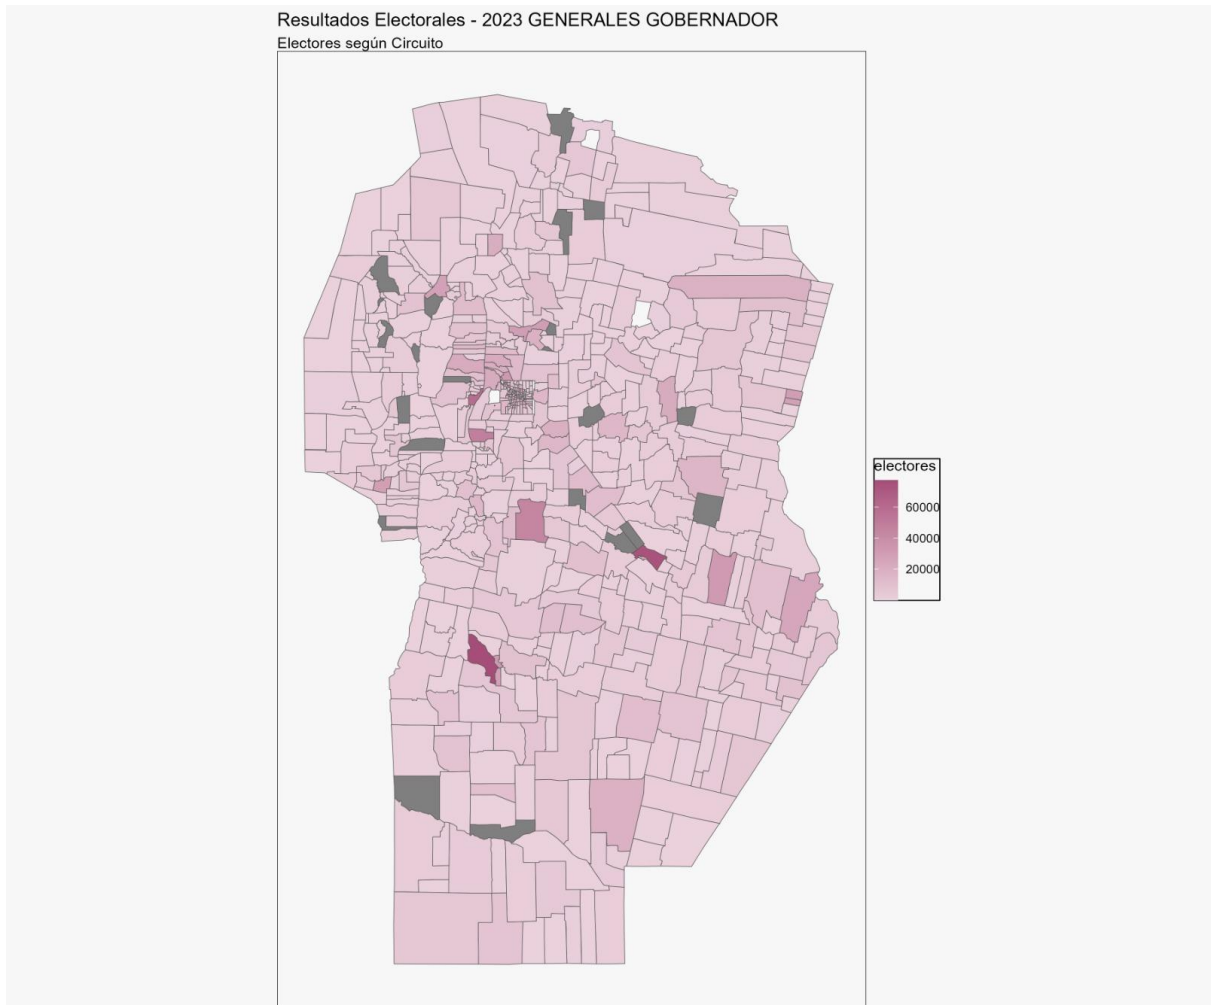 Resultados Electorales - 2023 GENERALES GOBERNADOR
Electores según Circuito
electores
60000
40000
20000